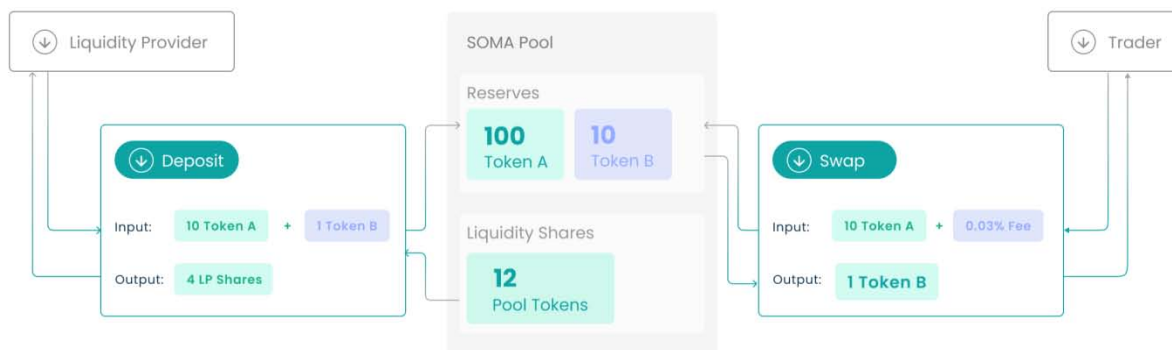 Liquidity Provider
SOMA Pool
Trader
Reserves
100
Token A
10
Token B
Deposit
Input: 10 Token A + 1 Token B
Output: 4 LP Shares
Liquidity Shares
12
Pool Tokens
Swap
Input: 10 Token A + 0.03% Fee
Output: 1 Token B